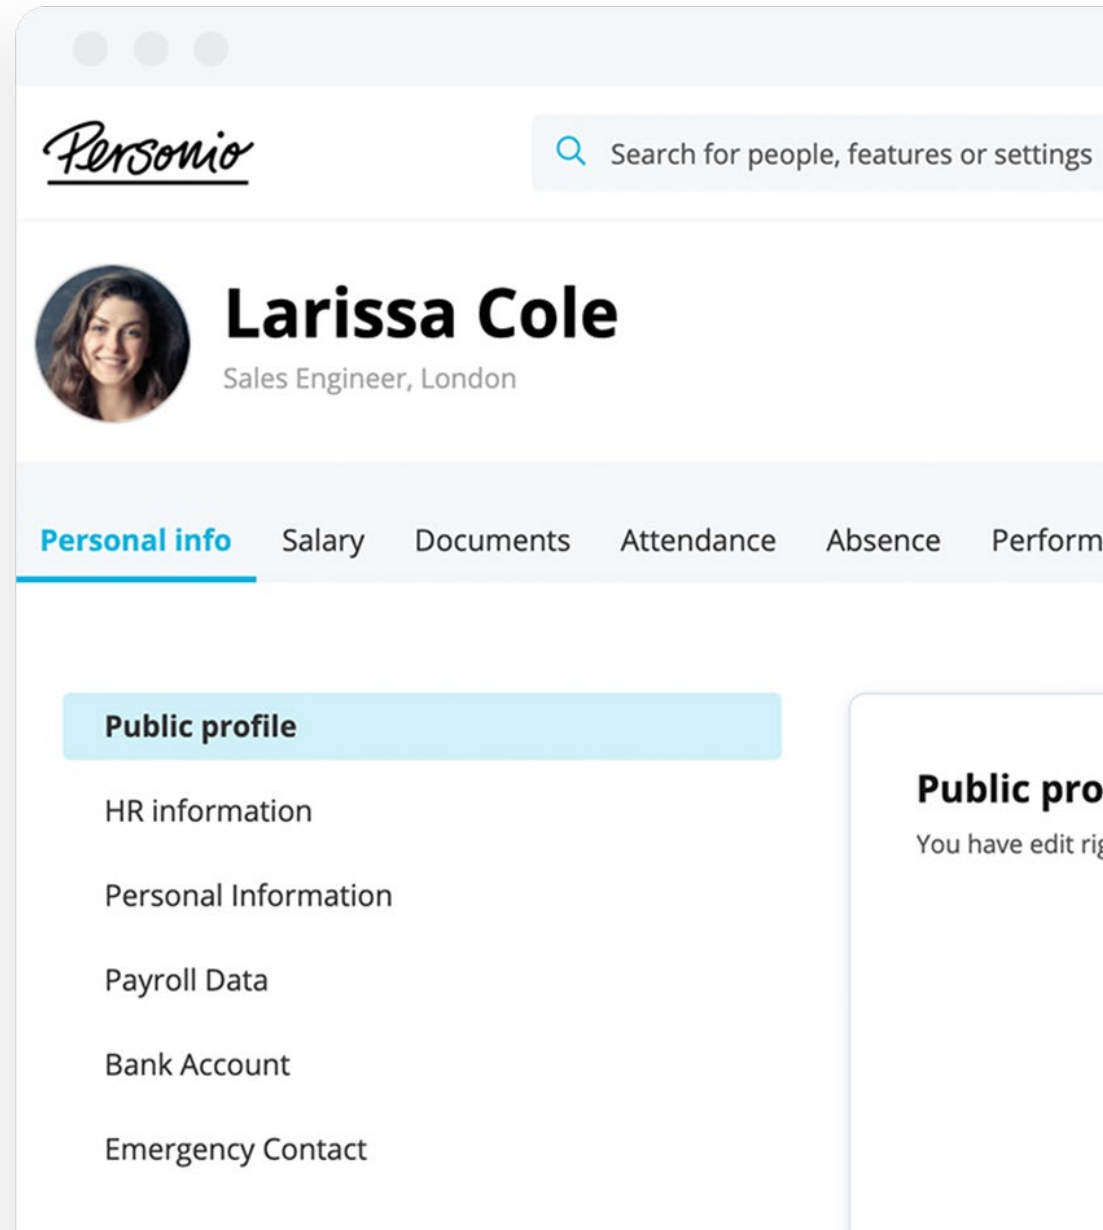 Personio
Search for people, features or settings
Larissa Cole
Sales Engineer, London
Personal info Salary Documents Attendance Absence Perform
Public profile
HR information
Personal Information
Payroll Data
Bank Account
Emergency Contact
Public pro
You have edit rig